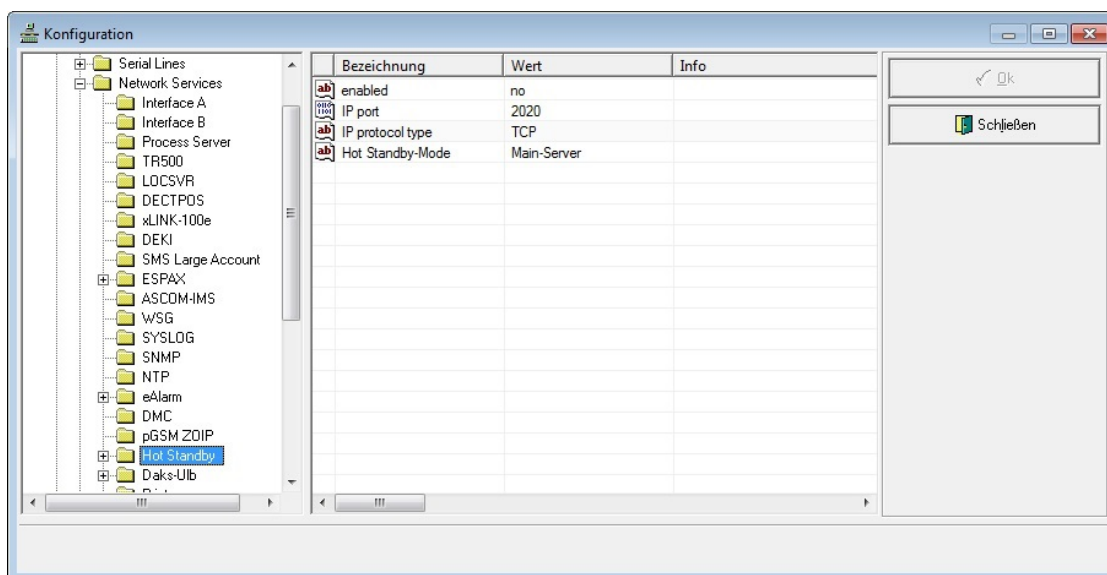 Konfiguration
Serial Lines
Network Services
Interface A
Interface B
Process Server
TR500
LOCSVR
DECTPOS
xLINK-100e
DEKI
SMS Large Account
ESPAX
ASCOM-IMS
WSG
SYSLOG
SNMP
NTP
eAlarm
DMC
pGSM ZOIP
Hot Standby
Daks-Ulb
Bezeichnung Wert Info
enabled no
IP port 2020
IP protocol type TCP
Hot Standby-Mode Main-Server
Ok
Schließen